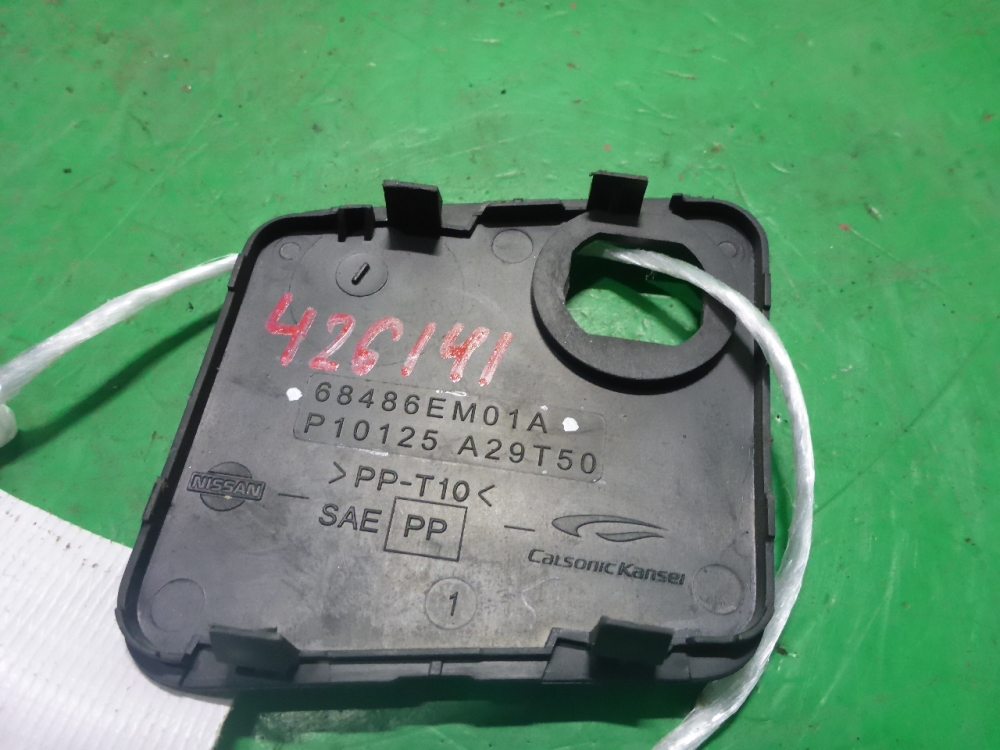 426141
68486EM01A
P10125 A29T50
>PP-T10<
NISSAN
SAE PP
Calsonic Kansei
1